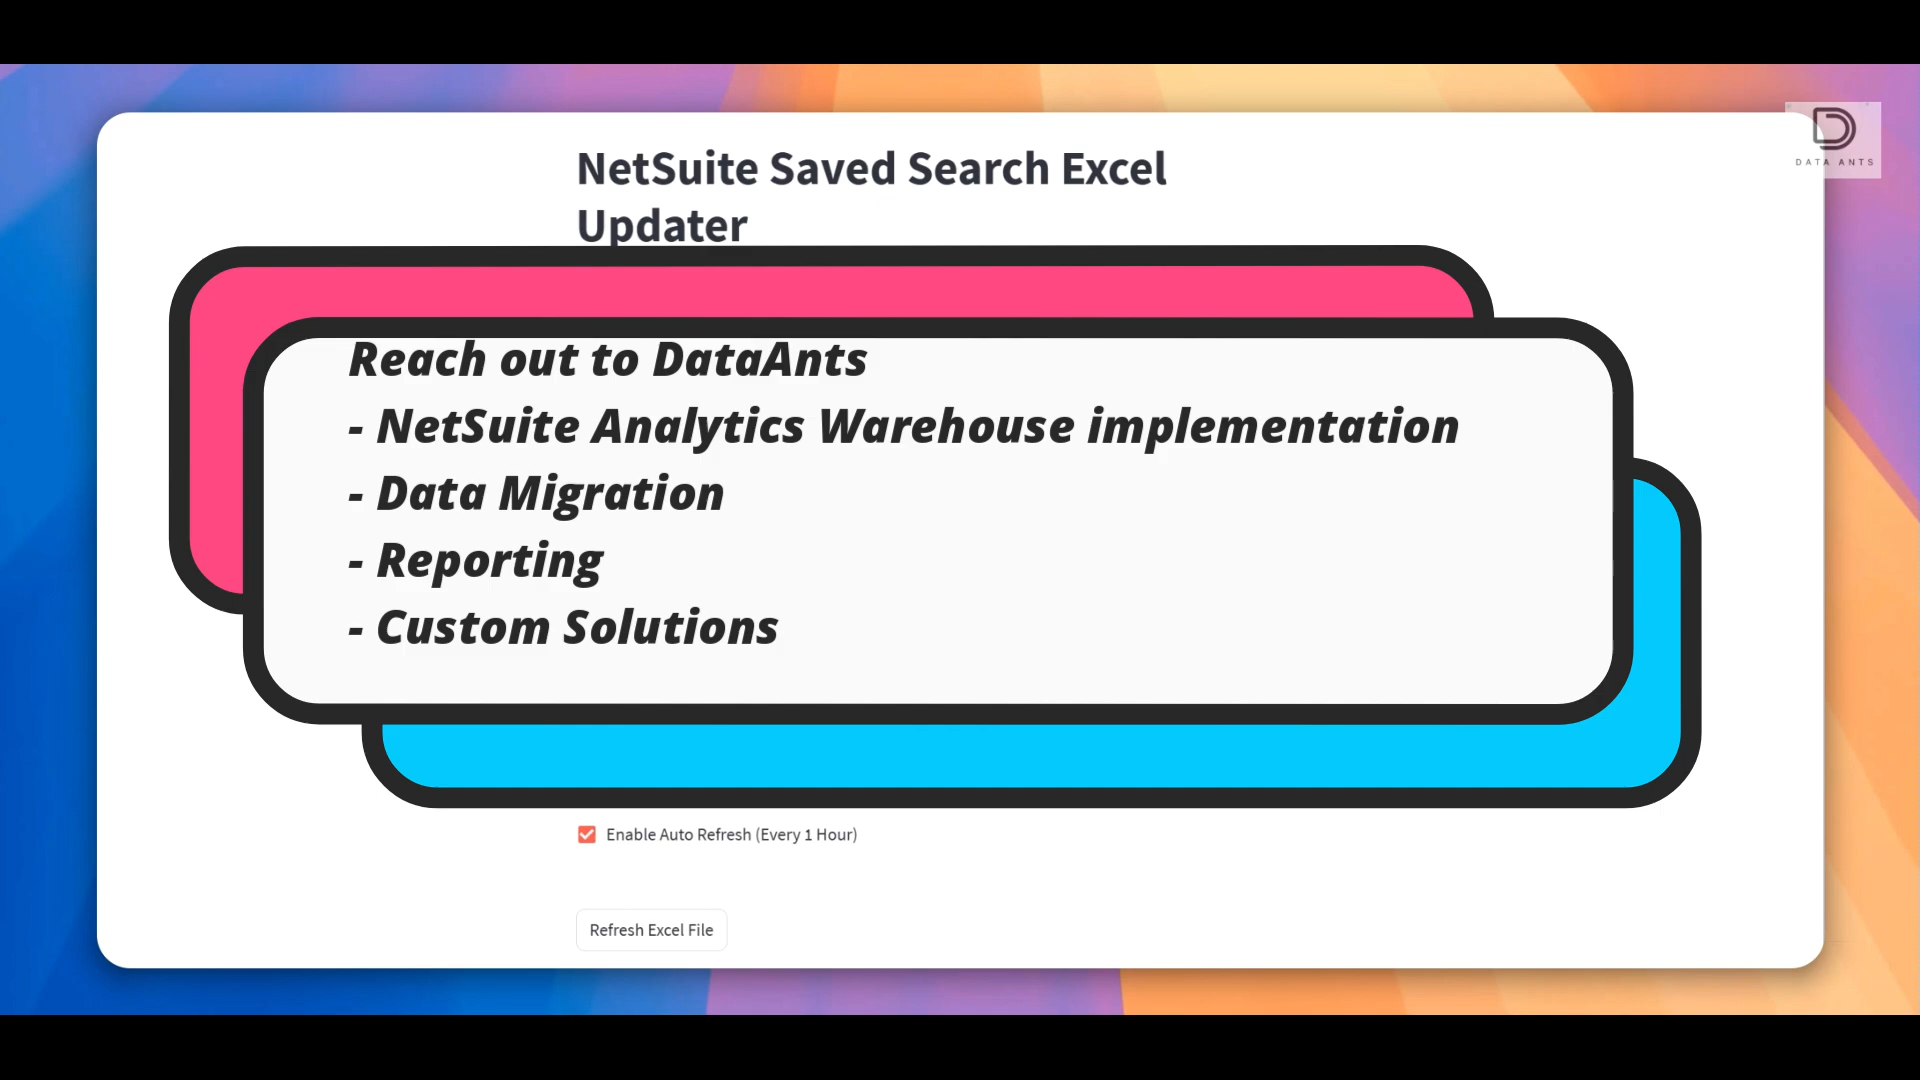 DATA ANTS
NetSuite Saved Search Excel
Updater
Reach out to DataAnts
- NetSuite Analytics Warehouse implementation
- Data Migration
- Reporting
- Custom Solutions
Enable Auto Refresh (Every 1 Hour)
Refresh Excel File